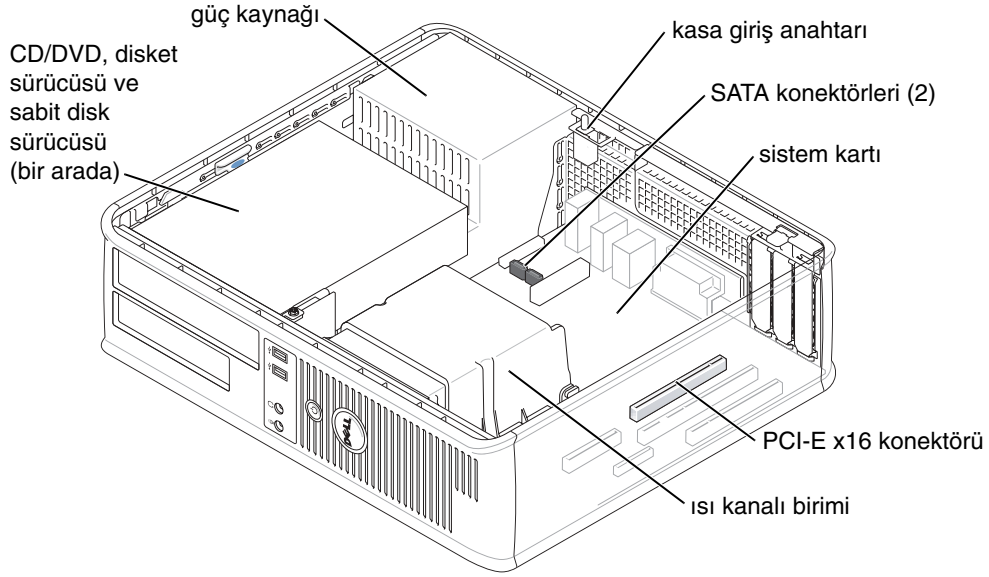 güç kaynağı
CD/DVD, disket
sürücüsü ve
sabit disk
sürücüsü
(bir arada)
kasa giriş anahtarı
SATA konektörleri (2)
sistem kartı
PCI-E x16 konektörü
ısı kanalı birimi
DELL